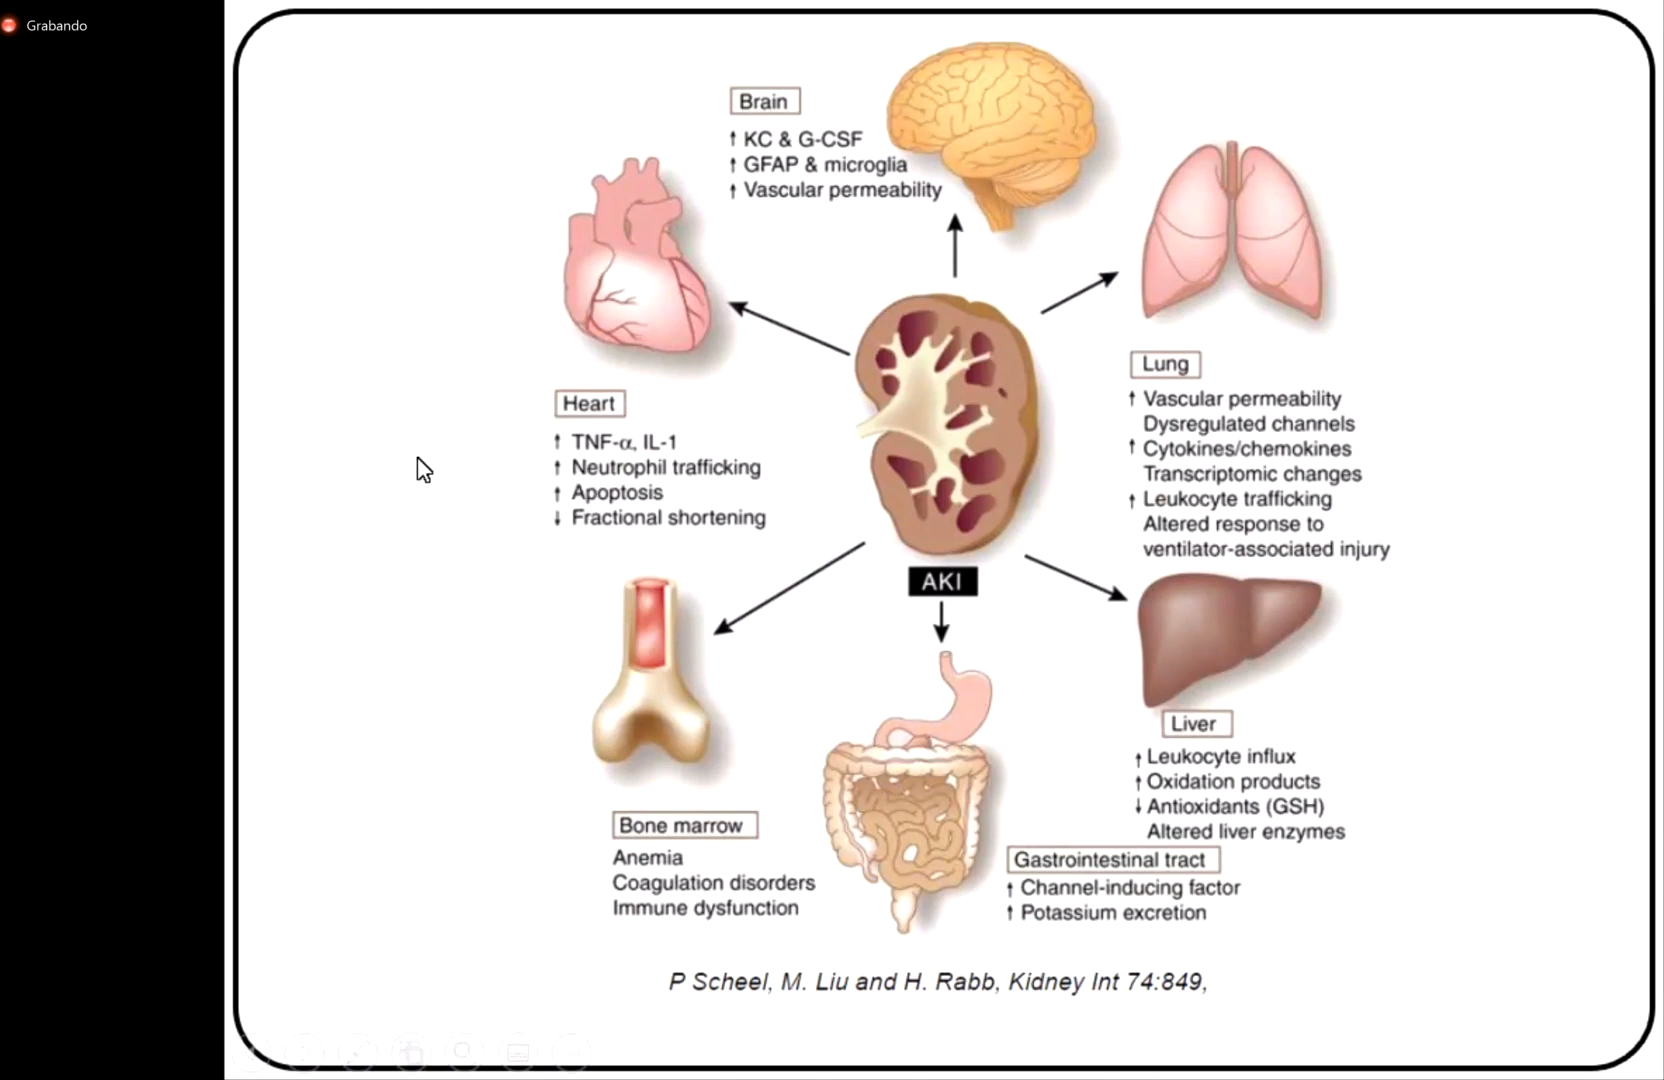 Grabando
Brain
↑ KC & G-CSF
↑ GFAP & microglia
↑ Vascular permeability
Heart
↑ TNF-α, IL-1
↑ Neutrophil trafficking
↑ Apoptosis
↓ Fractional shortening
Lung
↑ Vascular permeability
Dysregulated channels
↑ Cytokines/chemokines
Transcriptomic changes
↑ Leukocyte trafficking
Altered response to
ventilator-associated injury
AKI
Liver
↑ Leukocyte influx
↑ Oxidation products
↓ Antioxidants (GSH)
Altered liver enzymes
Bone marrow
Anemia
Coagulation disorders
Immune dysfunction
Gastrointestinal tract
↑ Channel-inducing factor
↑ Potassium excretion
P Scheel, M. Liu and H. Rabb, Kidney Int 74:849,